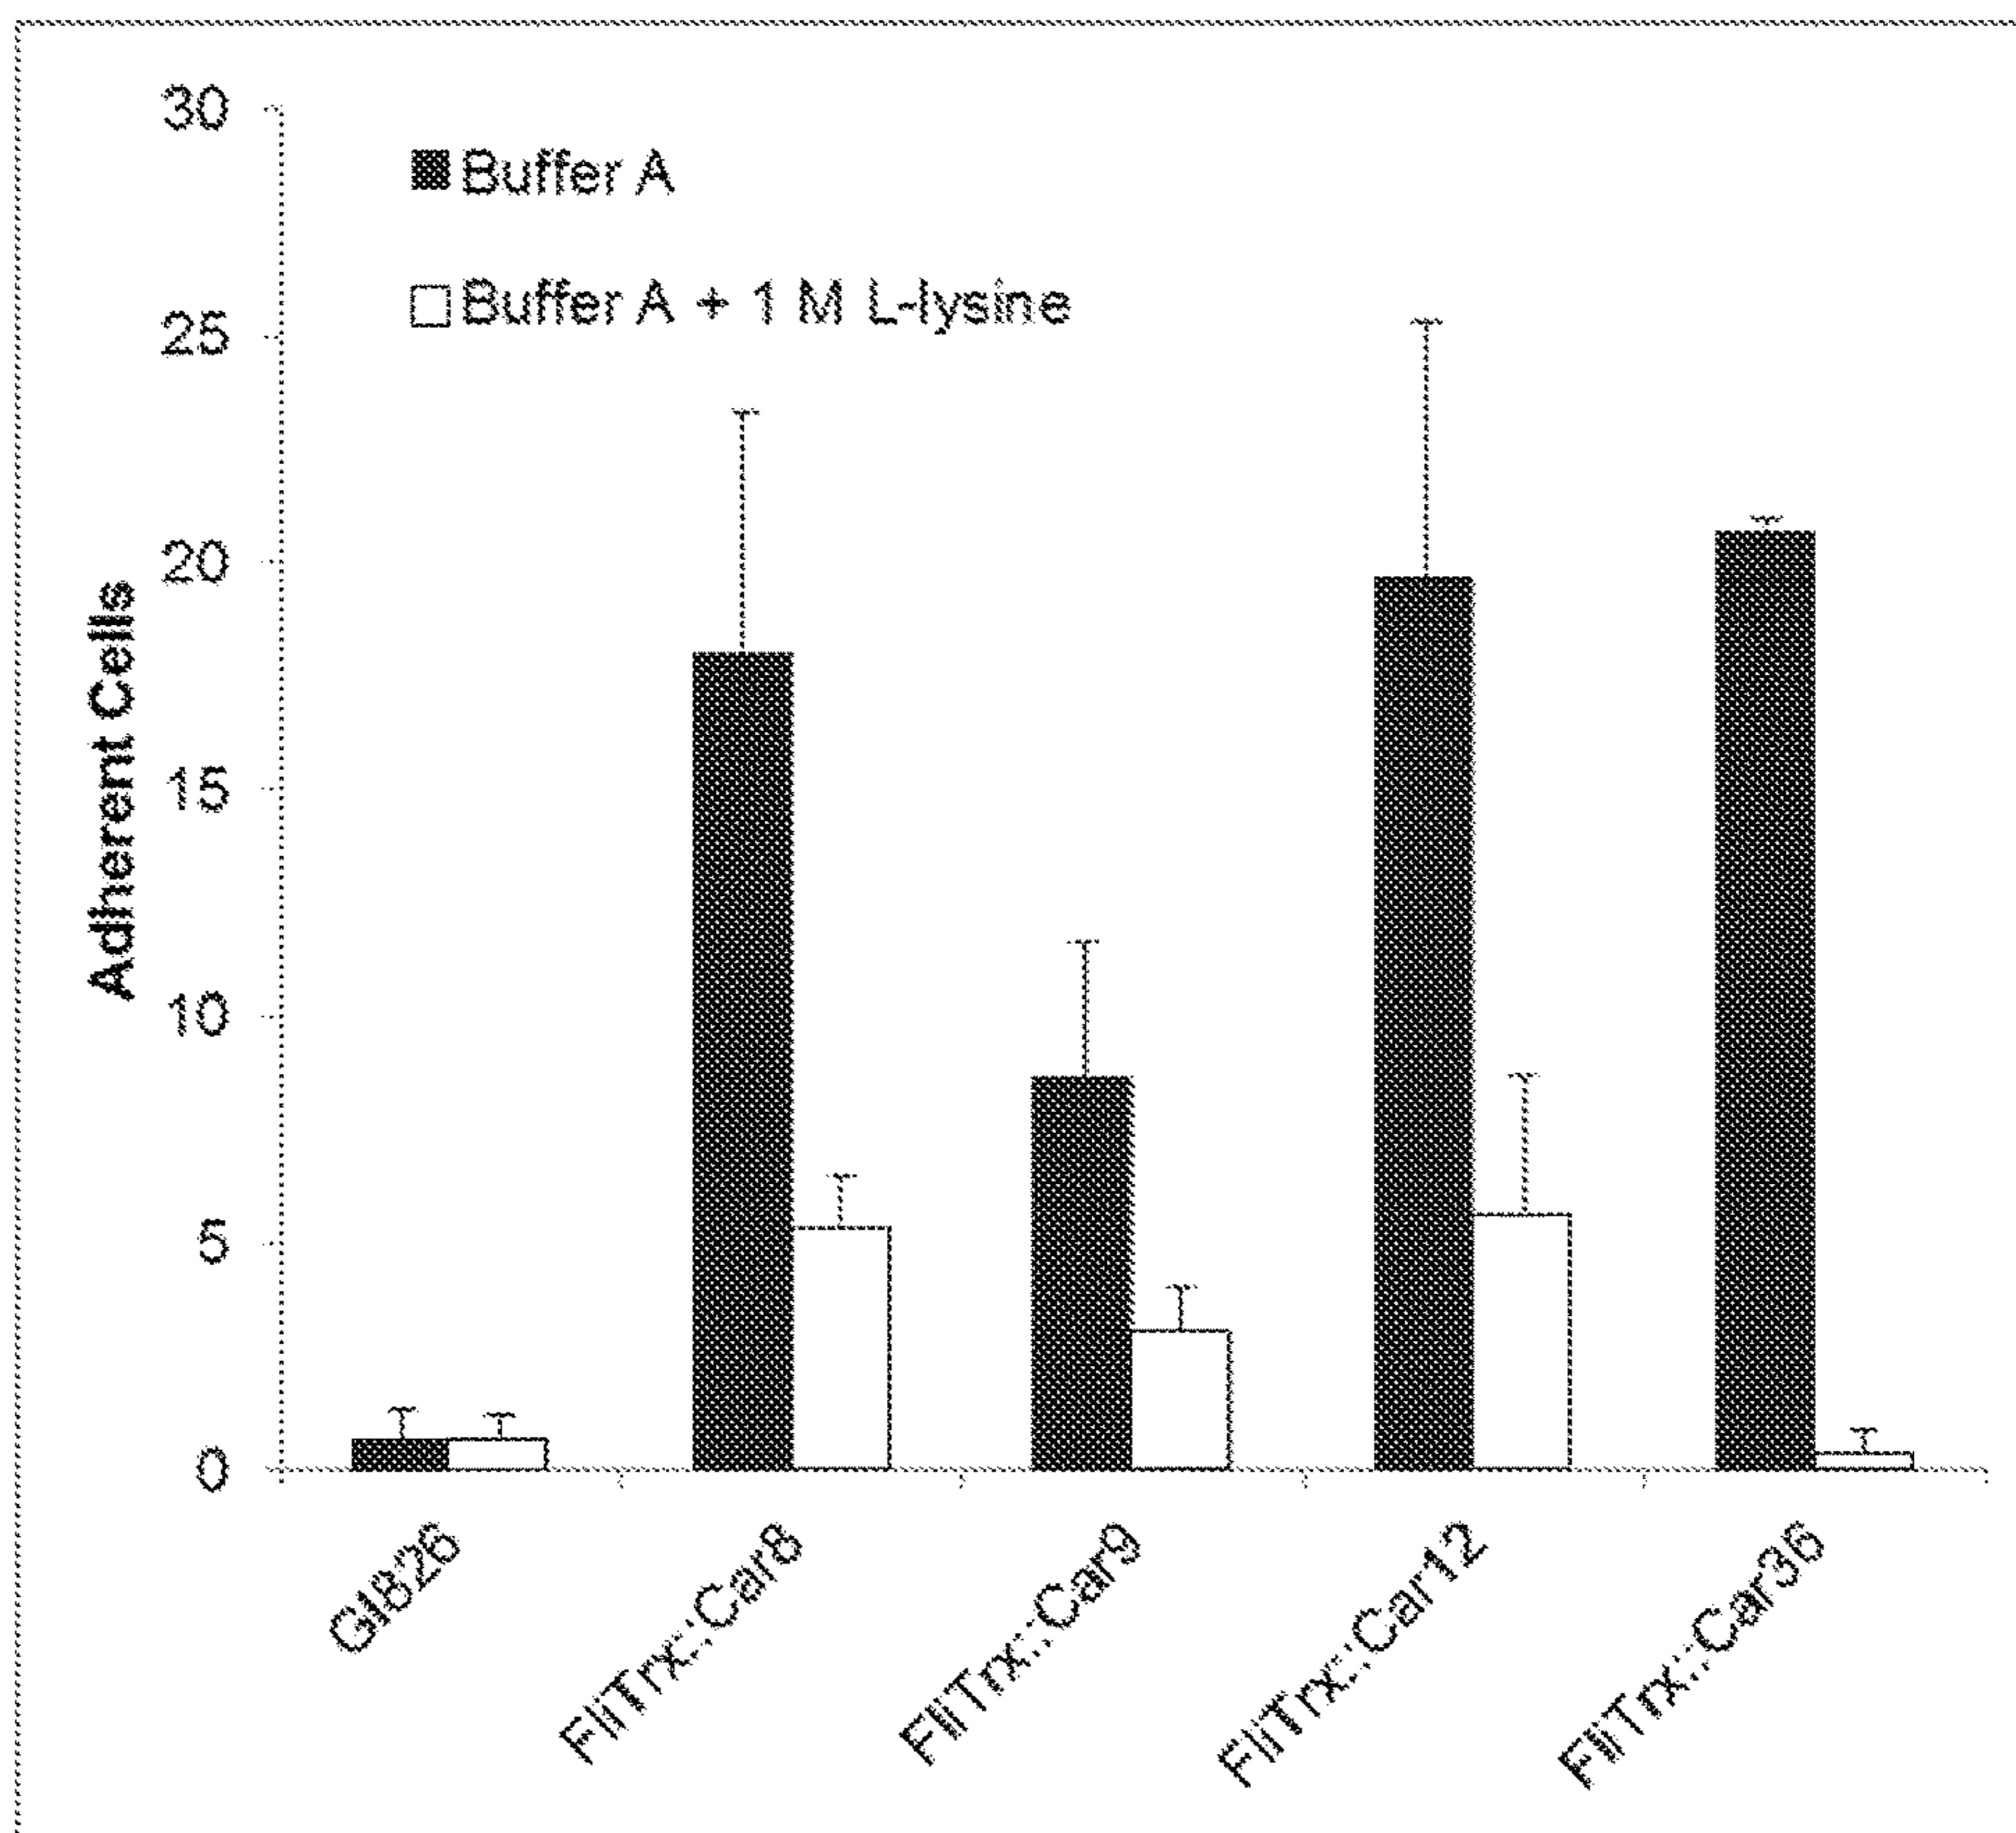 30
Buffer A
Buffer A + 1 M L-lysine
25
20
15
10
5
0
Adherent Cells
GI826
FliTrx::Car8
FliTrx::Car9
FliTrx::Car12
FliTrx::Car36